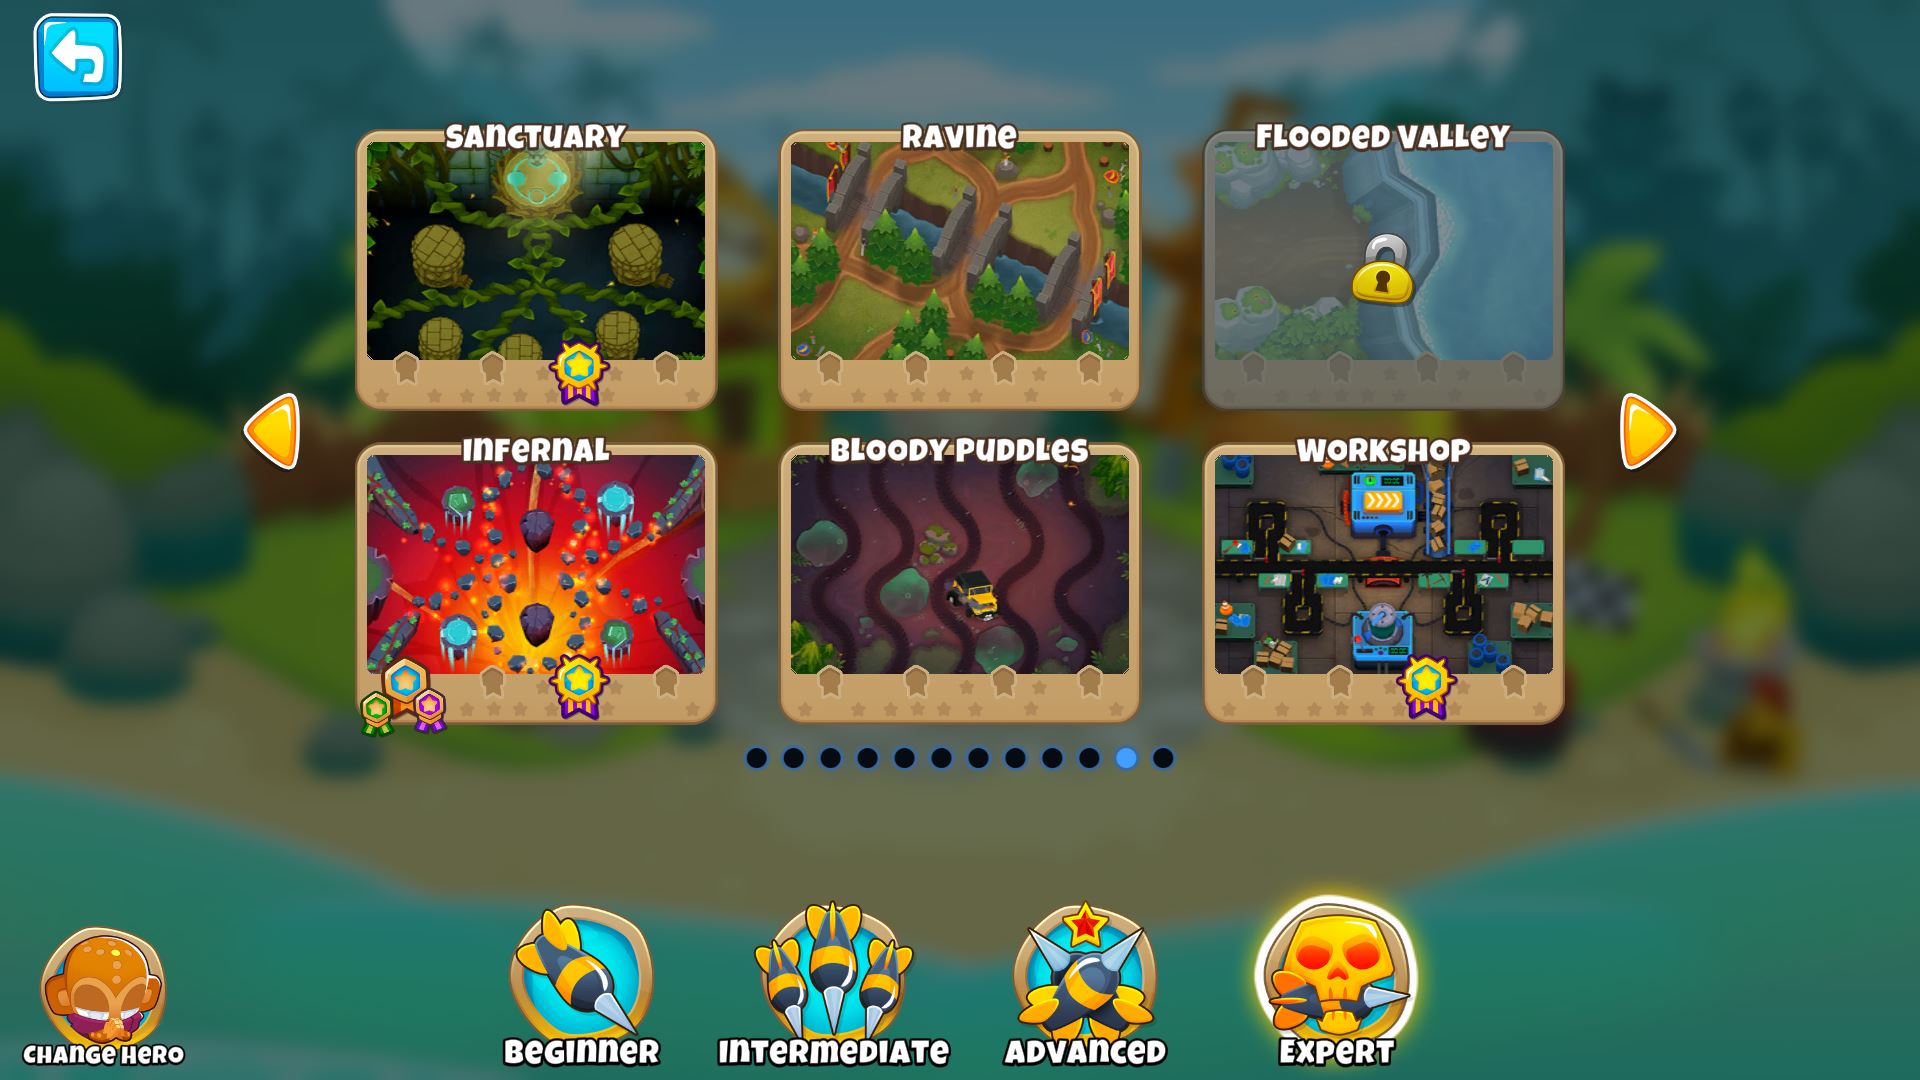 SANCTUARY
RAVINE
FLOODED VALLEY
INFERNAL
BLOODY PUDDLES
WORKSHOP
CHANGE HERO
BEGINNER
INTERMEDIATE
ADVANCED
EXPERT